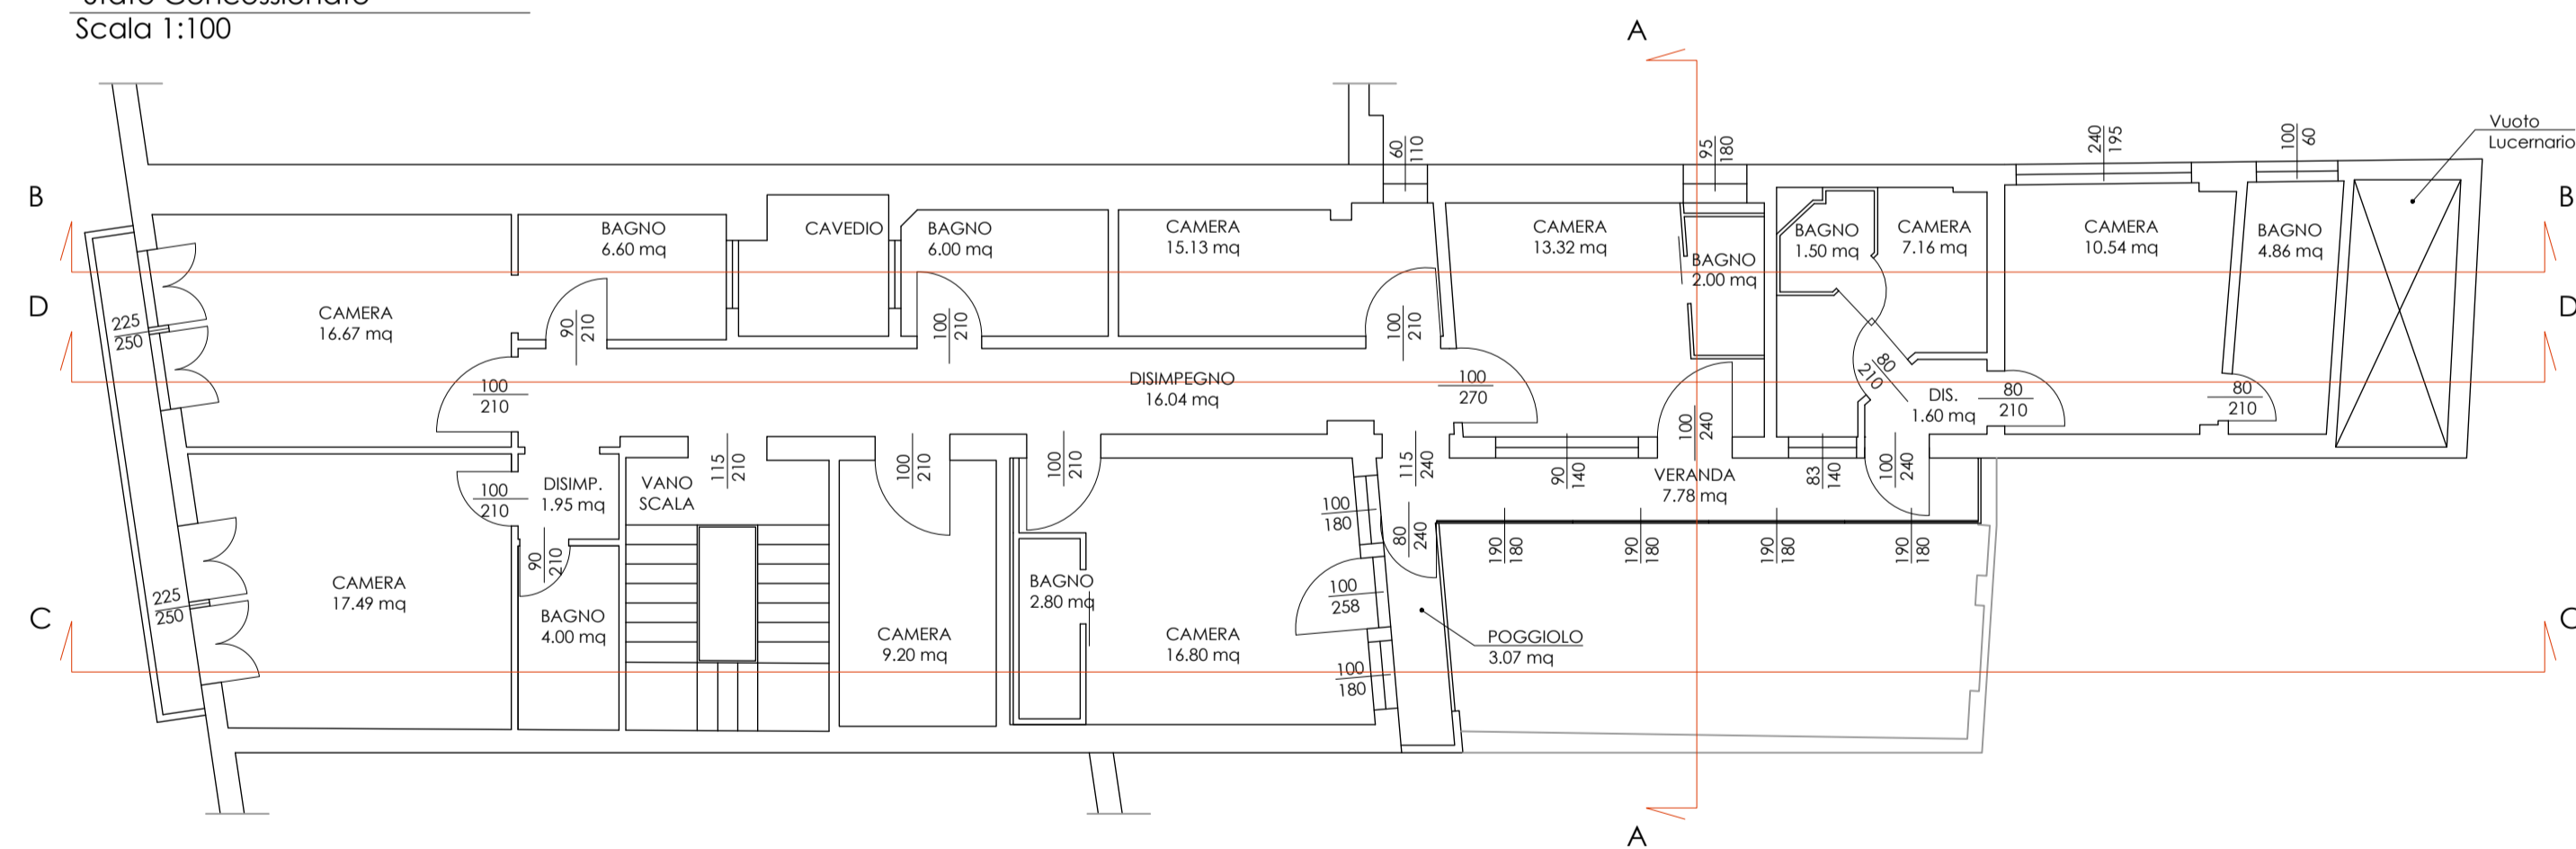 Stato Concessionato
Scala 1:100
A
Vuoto
Lucernario
240
195
100
60
60
110
95
180
B
B
BAGNO
6.60 mq
CAVEDIO
BAGNO
6.00 mq
CAMERA
15.13 mq
CAMERA
13.32 mq
BAGNO
2.00 mq
BAGNO
1.50 mq
CAMERA
7.16 mq
CAMERA
10.54 mq
BAGNO
4.86 mq
D
D
CAMERA
16.67 mq
225
250
90
210
100
210
100
210
100
210
DISIMPEGNO
16.04 mq
100
270
100
240
80
210
DIS.
1.60 mq
80
210
80
210
100
210
DISIMP.
1.95 mq
VANO
SCALA
115
210
100
210
100
210
115
240
90
140
VERANDA
7.78 mq
83
140
100
240
100
180
80
240
190
180
190
180
190
180
190
180
90
210
CAMERA
17.49 mq
225
250
BAGNO
4.00 mq
BAGNO
2.80 mq
100
258
C
C
CAMERA
9.20 mq
CAMERA
16.80 mq
100
180
POGGIOLO
3.07 mq
A